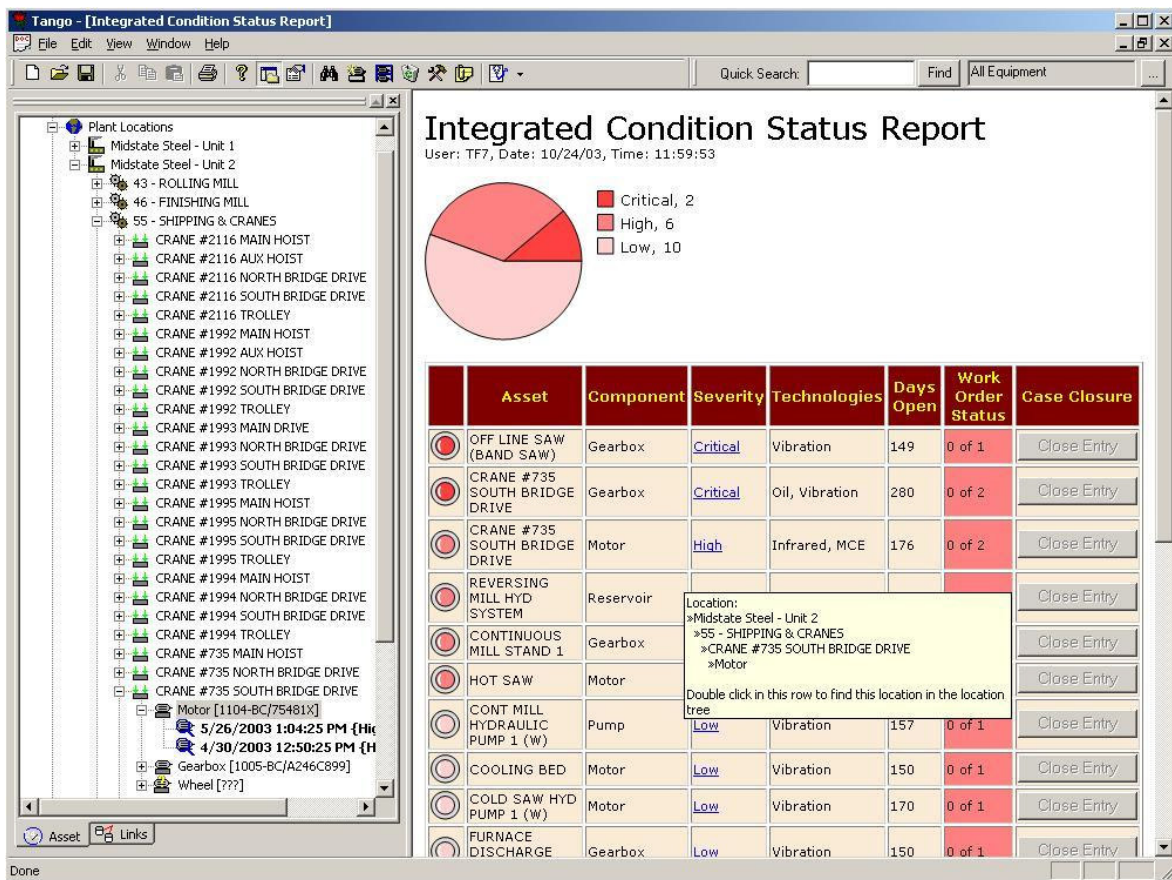 Tango - [Integrated Condition Status Report]
File Edit View Window Help
Quick Search: Find All Equipment ...
Plant Locations
Midstate Steel - Unit 1
Midstate Steel - Unit 2
43 - ROLLING MILL
46 - FINISHING MILL
55 - SHIPPING & CRANES
CRANE #2116 MAIN HOIST
CRANE #2116 AUX HOIST
CRANE #2116 NORTH BRIDGE DRIVE
CRANE #2116 SOUTH BRIDGE DRIVE
CRANE #2116 TROLLEY
CRANE #1992 MAIN HOIST
CRANE #1992 AUX HOIST
CRANE #1992 NORTH BRIDGE DRIVE
CRANE #1992 SOUTH BRIDGE DRIVE
CRANE #1992 TROLLEY
CRANE #1993 MAIN DRIVE
CRANE #1993 NORTH BRIDGE DRIVE
CRANE #1993 SOUTH BRIDGE DRIVE
CRANE #1993 TROLLEY
CRANE #1995 MAIN HOIST
CRANE #1995 NORTH BRIDGE DRIVE
CRANE #1995 SOUTH BRIDGE DRIVE
CRANE #1995 TROLLEY
CRANE #1994 MAIN HOIST
CRANE #1994 NORTH BRIDGE DRIVE
CRANE #1994 SOUTH BRIDGE DRIVE
CRANE #1994 TROLLEY
CRANE #735 MAIN HOIST
CRANE #735 NORTH BRIDGE DRIVE
CRANE #735 SOUTH BRIDGE DRIVE
Motor [1104-BC/75481X]
5/26/2003 1:04:25 PM {Hig
4/30/2003 12:50:25 PM {H
Gearbox [1005-BC/A246C899]
Wheel [???]
Asset Links
Done
Integrated Condition Status Report
User: TF7, Date: 10/24/03, Time: 11:59:53
Critical, 2
High, 6
Low, 10
Asset Component Severity Technologies Days Open Work Order Status Case Closure
OFF LINE SAW (BAND SAW) Gearbox Critical Vibration 149 0 of 1 Close Entry
CRANE #735 SOUTH BRIDGE DRIVE Gearbox Critical Oil, Vibration 280 0 of 2 Close Entry
CRANE #735 SOUTH BRIDGE DRIVE Motor High Infrared, MCE 176 0 of 2 Close Entry
REVERSING MILL HYD SYSTEM Reservoir Close Entry
CONTINUOUS MILL STAND 1 Gearbox Close Entry
HOT SAW Motor Close Entry
Location:
»Midstate Steel - Unit 2
»55 - SHIPPING & CRANES
»CRANE #735 SOUTH BRIDGE DRIVE
»Motor
Double click in this row to find this location in the location
tree
CONT MILL HYDRAULIC PUMP 1 (W) Pump Low Vibration 157 0 of 1 Close Entry
COOLING BED Motor Low Vibration 150 0 of 1 Close Entry
COLD SAW HYD PUMP 1 (W) Motor Low Vibration 170 0 of 1 Close Entry
FURNACE DISCHARGE Gearbox Low Vibration 150 0 of 1 Close Entry